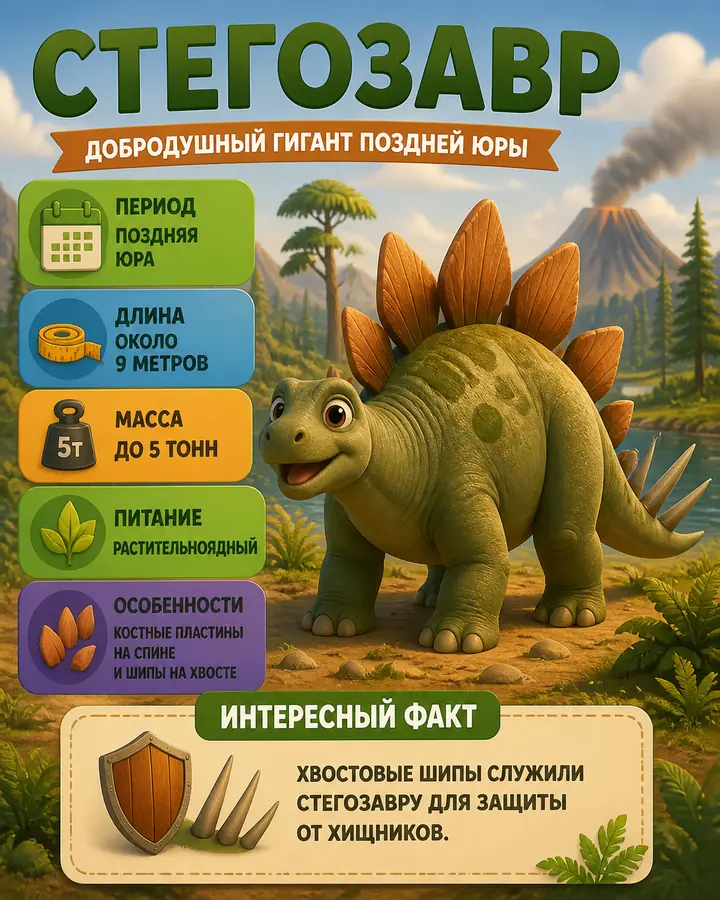 СТЕГОЗАВР
ДОБРОДУШНЫЙ ГИГАНТ ПОЗДНЕЙ ЮРЫ
ПЕРИОД
ПОЗДНЯЯ
ЮРА
ДЛИНА
ОКОЛО
9 МЕТРОВ
5т
МАССА
ДО 5 ТОНН
ПИТАНИЕ
РАСТИТЕЛЬНОЯДНЫЙ
ОСОБЕННОСТИ
КОСТНЫЕ ПЛАСТИНЫ
НА СПИНЕ
И ШИПЫ НА ХВОСТЕ
ИНТЕРЕСНЫЙ ФАКТ
ХВОСТОВЫЕ ШИПЫ СЛУЖИЛИ
СТЕГОЗАВРУ ДЛЯ ЗАЩИТЫ
ОТ ХИЩНИКОВ.